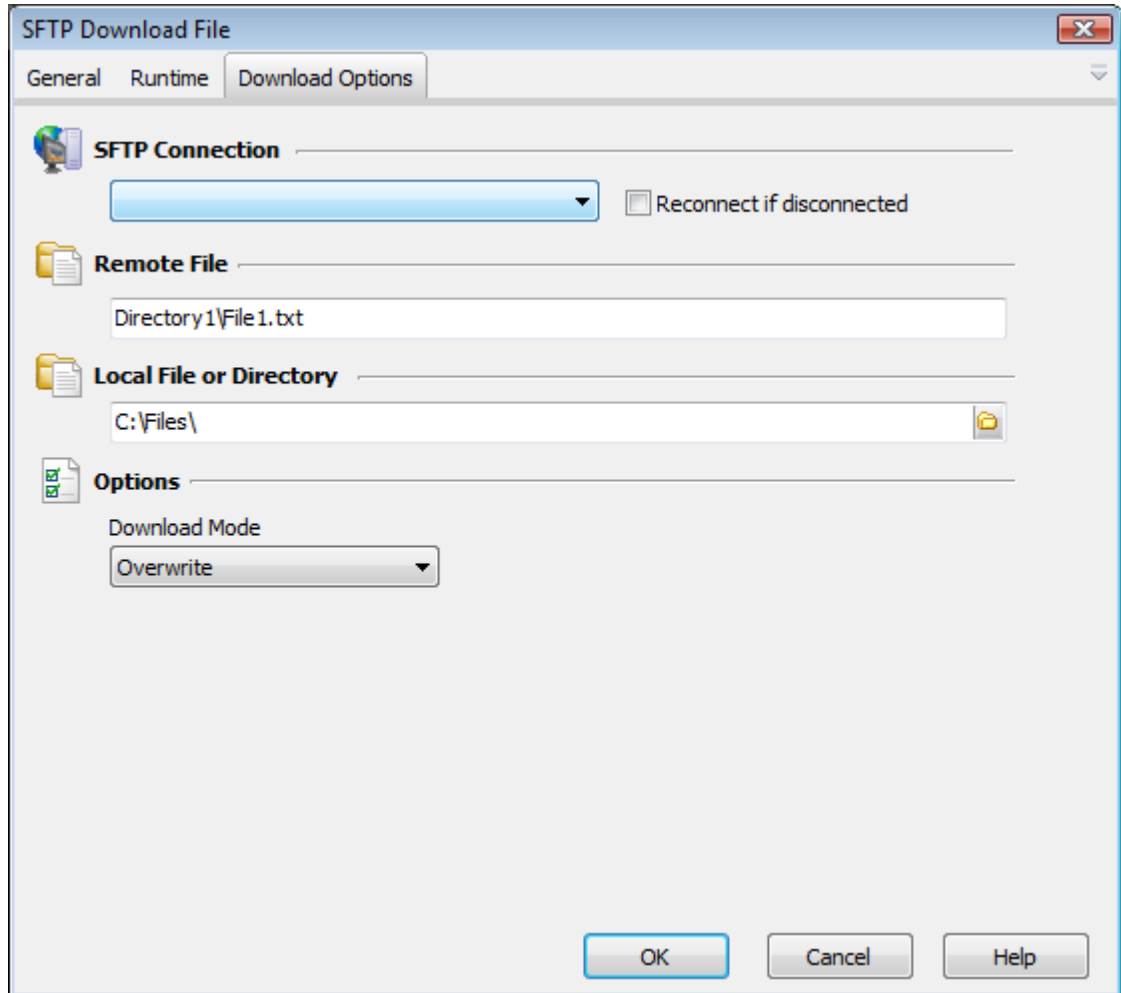 SFTP Download File
General Runtime Download Options
SFTP Connection
Reconnect if disconnected
Remote File
Directory1\File1.txt
Local File or Directory
C:\Files\
Options
Download Mode
Overwrite
OK Cancel Help